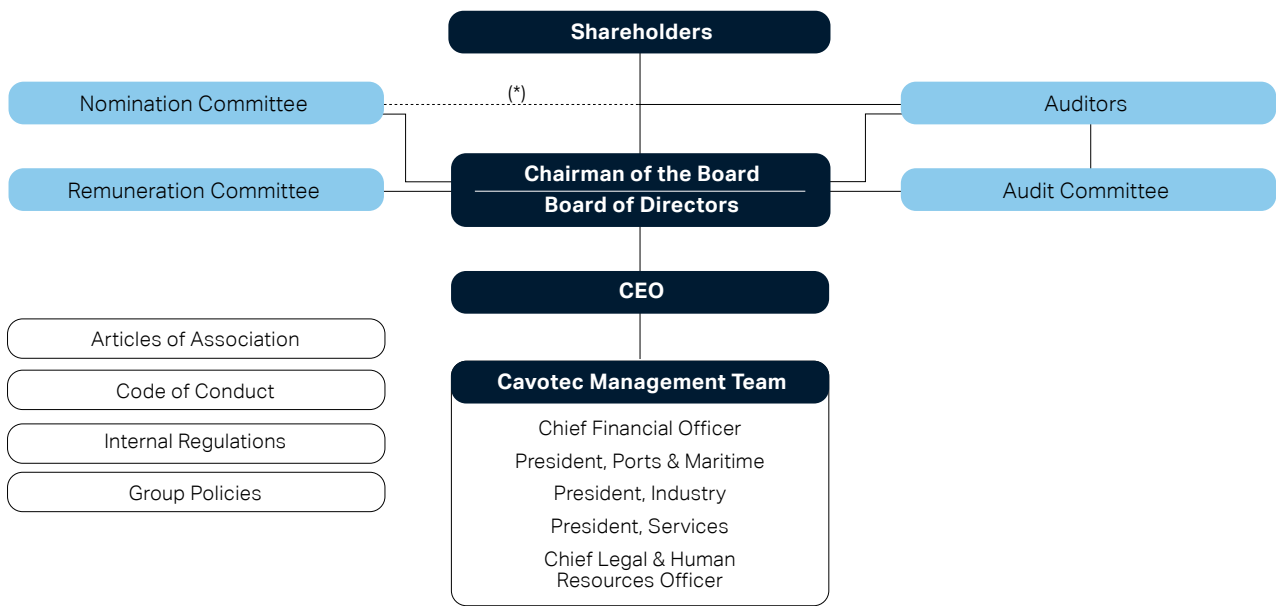 Shareholders
Nomination Committee
(*)
Auditors
Chairman of the Board
Board of Directors
Remuneration Committee
Audit Committee
CEO
Articles of Association
Code of Conduct
Internal Regulations
Group Policies
Cavotec Management Team
Chief Financial Officer
President, Ports & Maritime
President, Industry
President, Services
Chief Legal & Human
Resources Officer